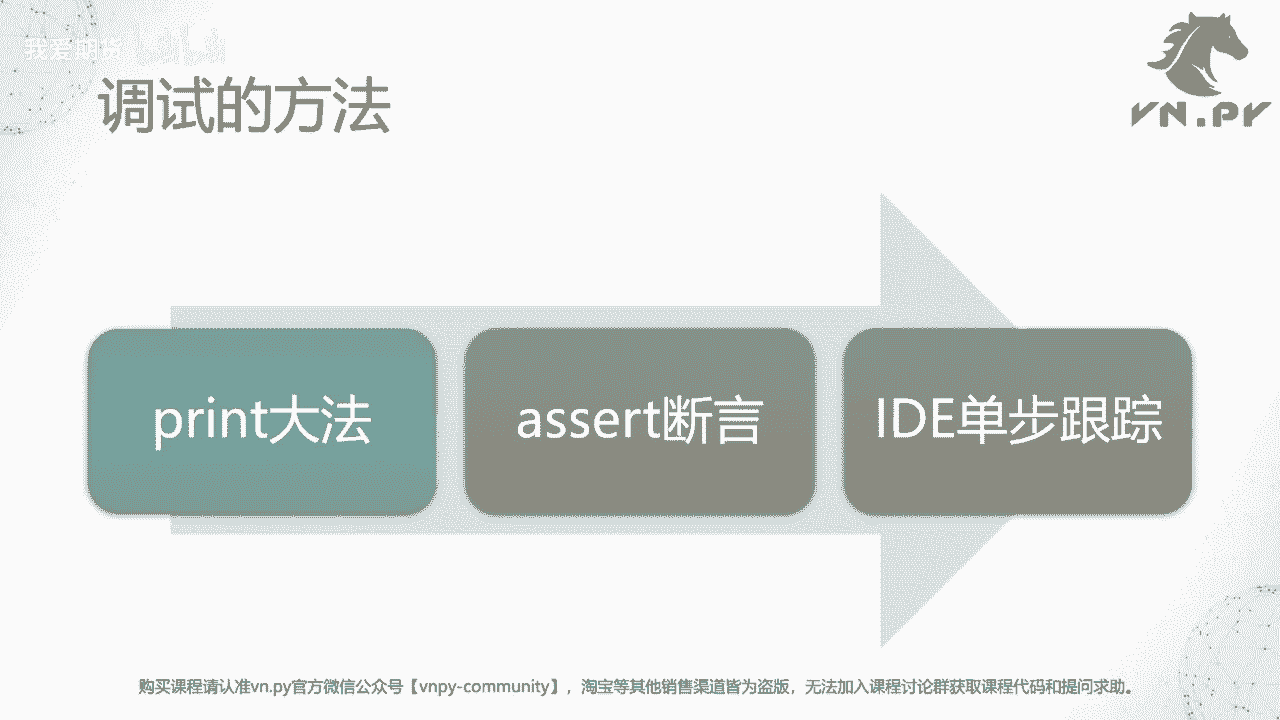 我爱期货
VN.PY
调试的方法
print大法
assert断言
IDE单步跟踪
购买课程请认准vn.py官方微信公众号【vnpy-community】，淘宝等其他销售渠道皆为盗版，无法加入课程讨论群获取课程代码和提问求助。